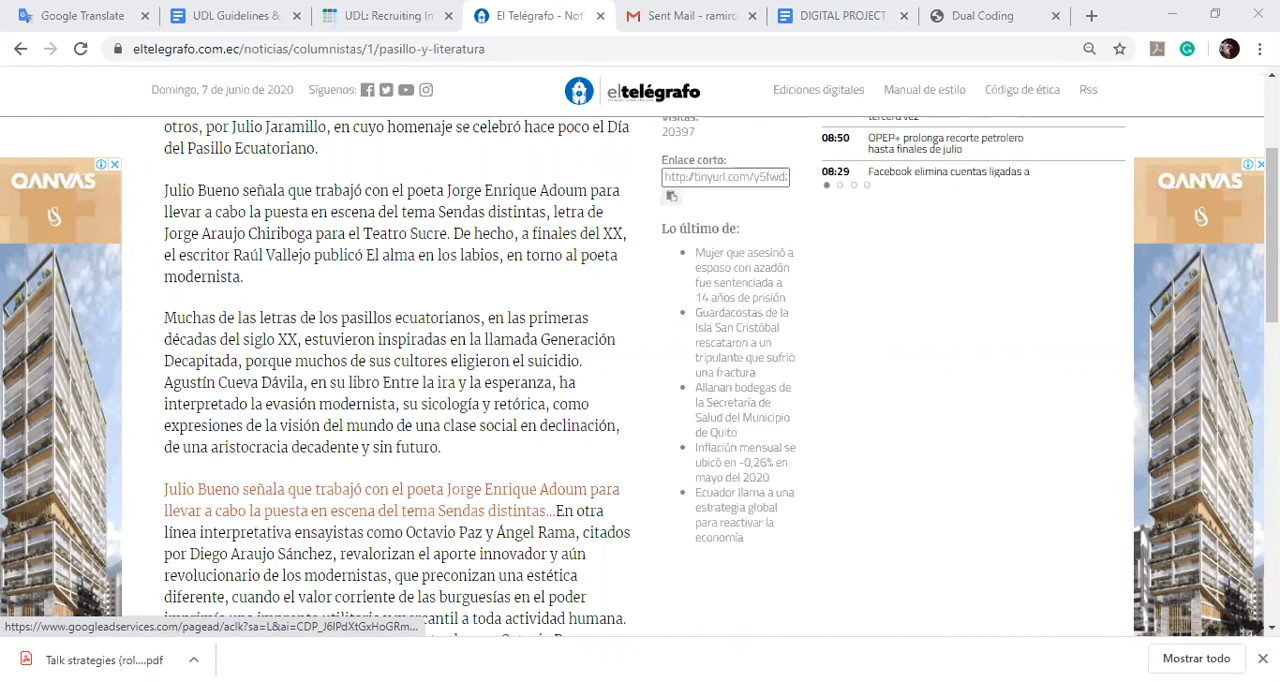 Google Translate
UDL Guidelines &
UDL Recruiting In
El Telégrafo - Not
Sent Mail - ramiro
DIGITAL PROJECT
Dual Coding
eltelegrafo.com.ec/noticias/columnistas/1/pasillo-y-literatura
Domingo, 7 de junio de 2020
Síguenos:
eltelégrafo
Ediciones digitales
Manual de estilo
Código de ética
Rss
otros, por Julio Jaramillo, en cuyo homenaje se celebró hace poco el Día
del Pasillo Ecuatoriano.
Julio Bueno señala que trabajó con el poeta Jorge Enrique Adoum para
llevar a cabo la puesta en escena del tema Sendas distintas, letra de
Jorge Araujo Chiriboga para el Teatro Sucre. De hecho, a finales del XX,
el escritor Raúl Vallejo publicó El alma en los labios, en torno al poeta
modernista.
Muchas de las letras de los pasillos ecuatorianos, en las primeras
décadas del siglo XX, estuvieron inspiradas en la llamada Generación
Decapitada, porque muchos de sus cultores eligieron el suicidio.
Agustín Cueva Dávila, en su libro Entre la ira y la esperanza, ha
interpretado la evasión modernista, su sicología y retórica, como
expresiones de la visión del mundo de una clase social en declinación,
de una aristocracia decadente y sin futuro.
Julio Bueno señala que trabajó con el poeta Jorge Enrique Adoum para
llevar a cabo la puesta en escena del tema Sendas distintas...En otra
línea interpretativa ensayistas como Octavio Paz y Ángel Rama, citados
por Diego Araujo Sánchez, revalorizan el aporte innovador y aún
revolucionario de los modernistas, que preconizan una estética
diferente, cuando el valor corriente de las burguesías en el poder
mercantil a toda actividad humana.
Visitas:
20397
Enlace corto:
http://tinyurl.com/y5fwd
Lo último de:
Mujer que asesinó a
esposo con azadón
fue sentenciada a
14 años de prisión
Guardacostas de la
Isla San Cristóbal
rescataron a un
tripulante que sufrió
una fractura
Allanan bodegas de
la Secretaría de
Salud del Municipio
de Quito
Inflación mensual se
ubicó en -0,26% en
mayo del 2020
Ecuador llama a una
estrategia global
para reactivar la
economía
tercera vez
08:50 OPEP+ prolonga recorte petrolero
hasta finales de julio
08:29 Facebook elimina cuentas ligadas a
QANVAS
QANVAS
https://www.googleadservices.com/pagead/aclk?sa=L&ai=CDP_J6lPdXtGxHoGRm...
Talk strategies (rol....pdf
Mostrar todo